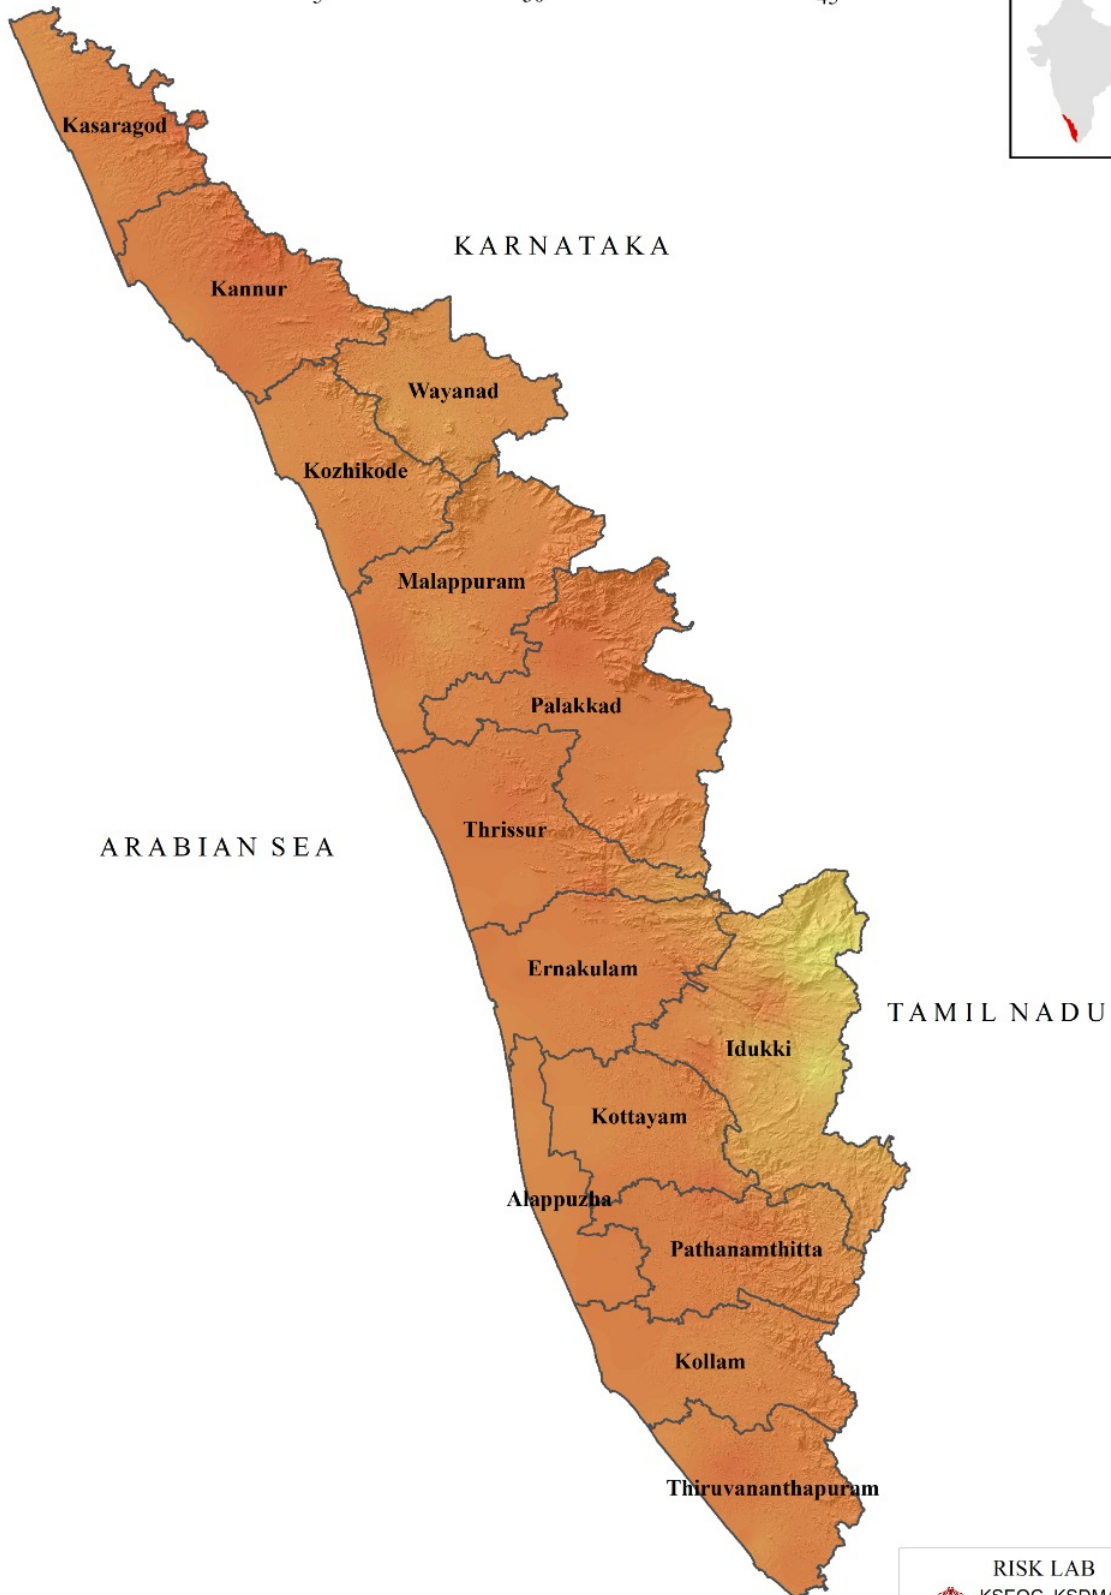 Kasaragod
KARNATAKA
Kannur
Wayanad
Kozhikode
Malappuram
Palakkad
Thrissur
ARABIAN SEA
Ernakulam
TAMIL NADU
Idukki
Kottayam
Alappuzha
Pathanamthitta
Kollam
Thiruvananthapuram
RISK LAB